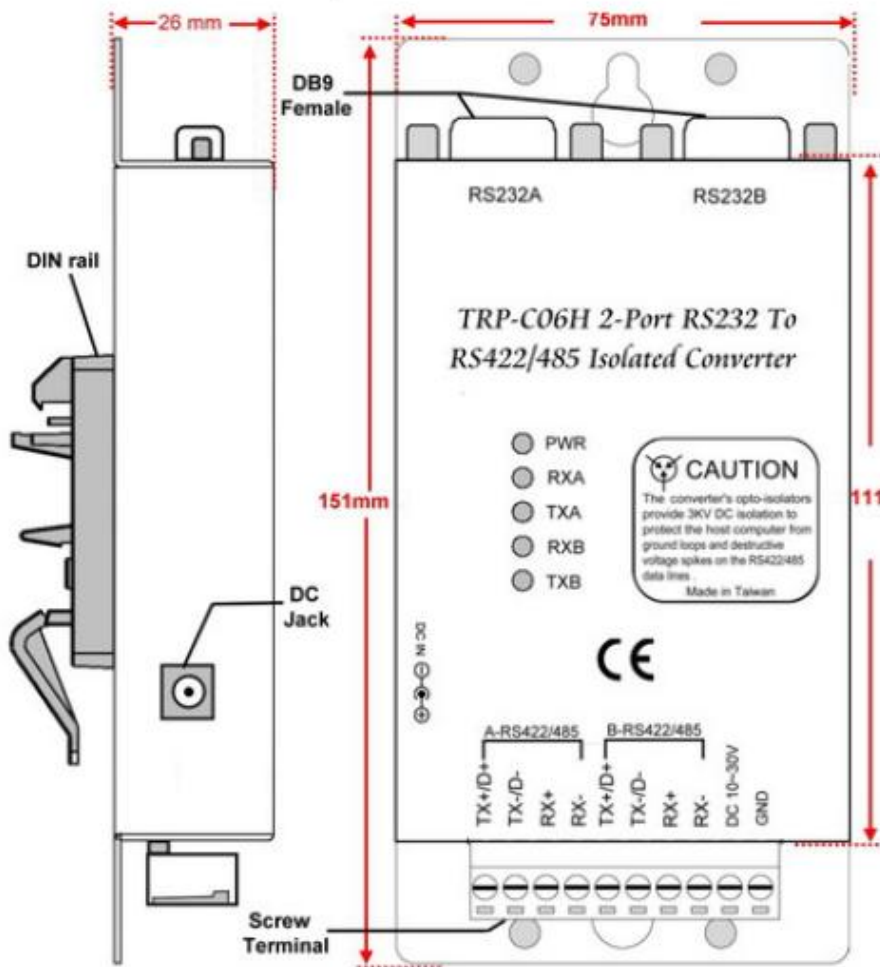 26 mm
75mm
DB9
Female
RS232A
RS232B
DIN rail
TRP-C06H 2-Port RS232 To
RS422/485 Isolated Converter
PWR
RXA
TXA
RXB
TXB
CAUTION
The converter's opto-isolators
provide 3KV DC isolation to
protect the host computer from
ground loops and destructive
voltage spikes on the RS422/485
data lines .
Made in Taiwan
151mm
111
DC
Jack
DC IN
CE
A-RS422/485
B-RS422/485
TX+/D+
TX-/D-
RX+
RX-
TX+/D+
TX-/D-
RX+
RX-
DC 10~30V
GND
Screw
Terminal